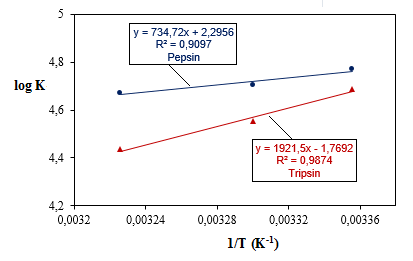 5
4,8
4,6
4,4
4,2
log K
y = 734,72x + 2,2956
R² = 0,9097
Pepsin
y = 1921,5x - 1,7692
R² = 0,9874
Tripsin
0,0032
0,00324
0,00328
0,00332
0,00336
1/T (K⁻¹)